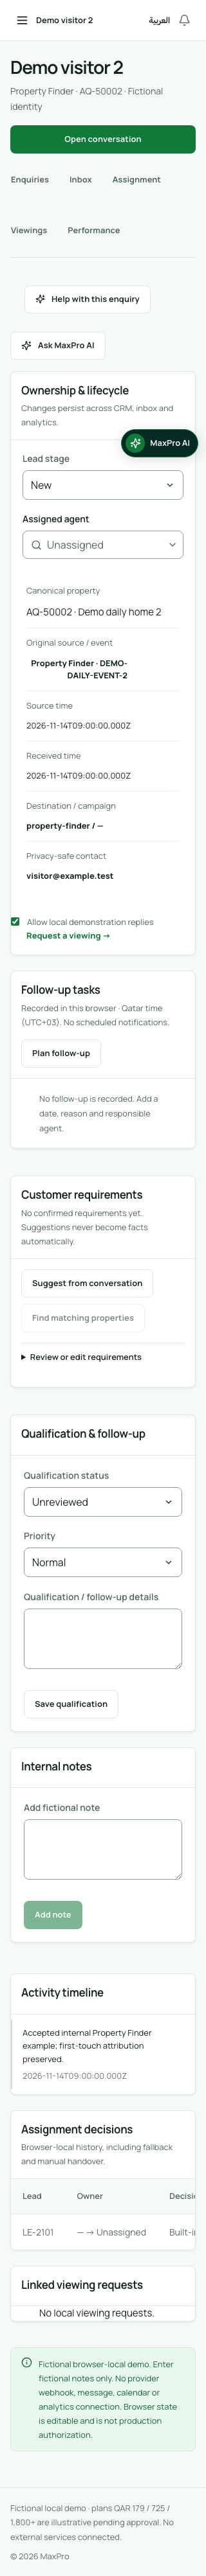 Demo visitor 2
العربية
Demo visitor 2
Property Finder · AQ-50002 · Fictional
identity
Open conversation
Enquiries
Inbox
Assignment
Viewings
Performance
Help with this enquiry
Ask MaxPro AI
Ownership & lifecycle
Changes persist across CRM, inbox and
analytics.
MaxPro AI
Lead stage
New
Assigned agent
Unassigned
Canonical property
AQ-50002 · Demo daily home 2
Original source / event
Property Finder · DEMO-
DAILY-EVENT-2
Source time
2026-11-14T09:00:00.000Z
Received time
2026-11-14T09:00:00.000Z
Destination / campaign
property-finder / —
Privacy-safe contact
visitor@example.test
Allow local demonstration replies
Request a viewing →
Follow-up tasks
Recorded in this browser · Qatar time
(UTC+03). No scheduled notifications.
Plan follow-up
No follow-up is recorded. Add a
date, reason and responsible
agent.
Customer requirements
No confirmed requirements yet.
Suggestions never become facts
automatically.
Suggest from conversation
Find matching properties
Review or edit requirements
Qualification & follow-up
Qualification status
Unreviewed
Priority
Normal
Qualification / follow-up details
Save qualification
Internal notes
Add fictional note
Add note
Activity timeline
Accepted internal Property Finder
example; first-touch attribution
preserved.
2026-11-14T09:00:00.000Z
Assignment decisions
Browser-local history, including fallback
and manual handover.
Lead Owner Decisio
LE-2101 — → Unassigned Built-in
Linked viewing requests
No local viewing requests.
Fictional browser-local demo. Enter
fictional notes only. No provider
webhook, message, calendar or
analytics connection. Browser state
is editable and is not production
authorization.
Fictional local demo · plans QAR 179 / 725 /
1,800+ are illustrative pending approval. No
external services connected.
© 2026 MaxPro